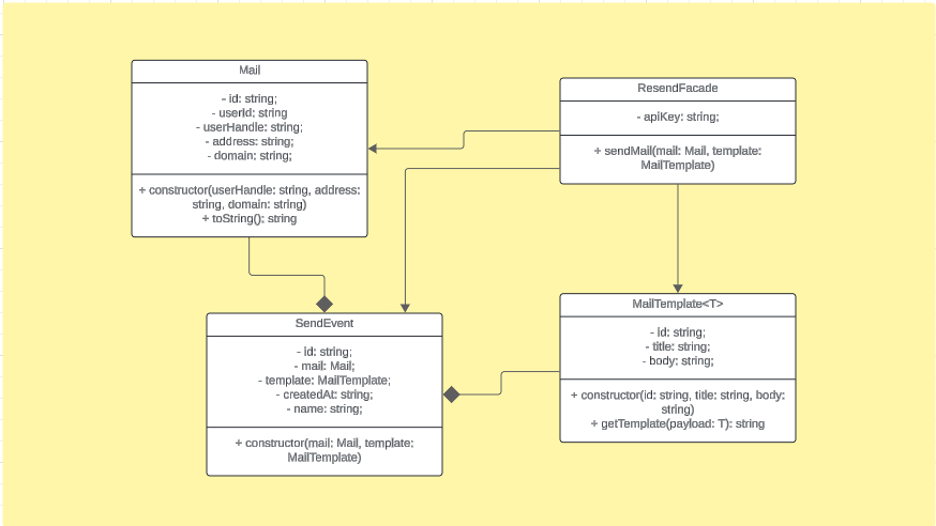 Mail
- id: string;
- userId: string
- userHandle: string;
- address: string;
- domain: string;
+ constructor(userHandle: string, address:
string, domain: string)
+ toString(): string
ResendFacade
- apiKey: string;
+ sendMail(mail: Mail, template:
MailTemplate)
SendEvent
- id: string;
- mail: Mail;
- template: MailTemplate;
- createdAt: string;
- name: string;
+ constructor(mail: Mail, template:
MailTemplate)
MailTemplate<T>
- id: string;
- title: string;
- body: string;
+ constructor(id: string, title: string, body:
string)
+ getTemplate(payload: T): string